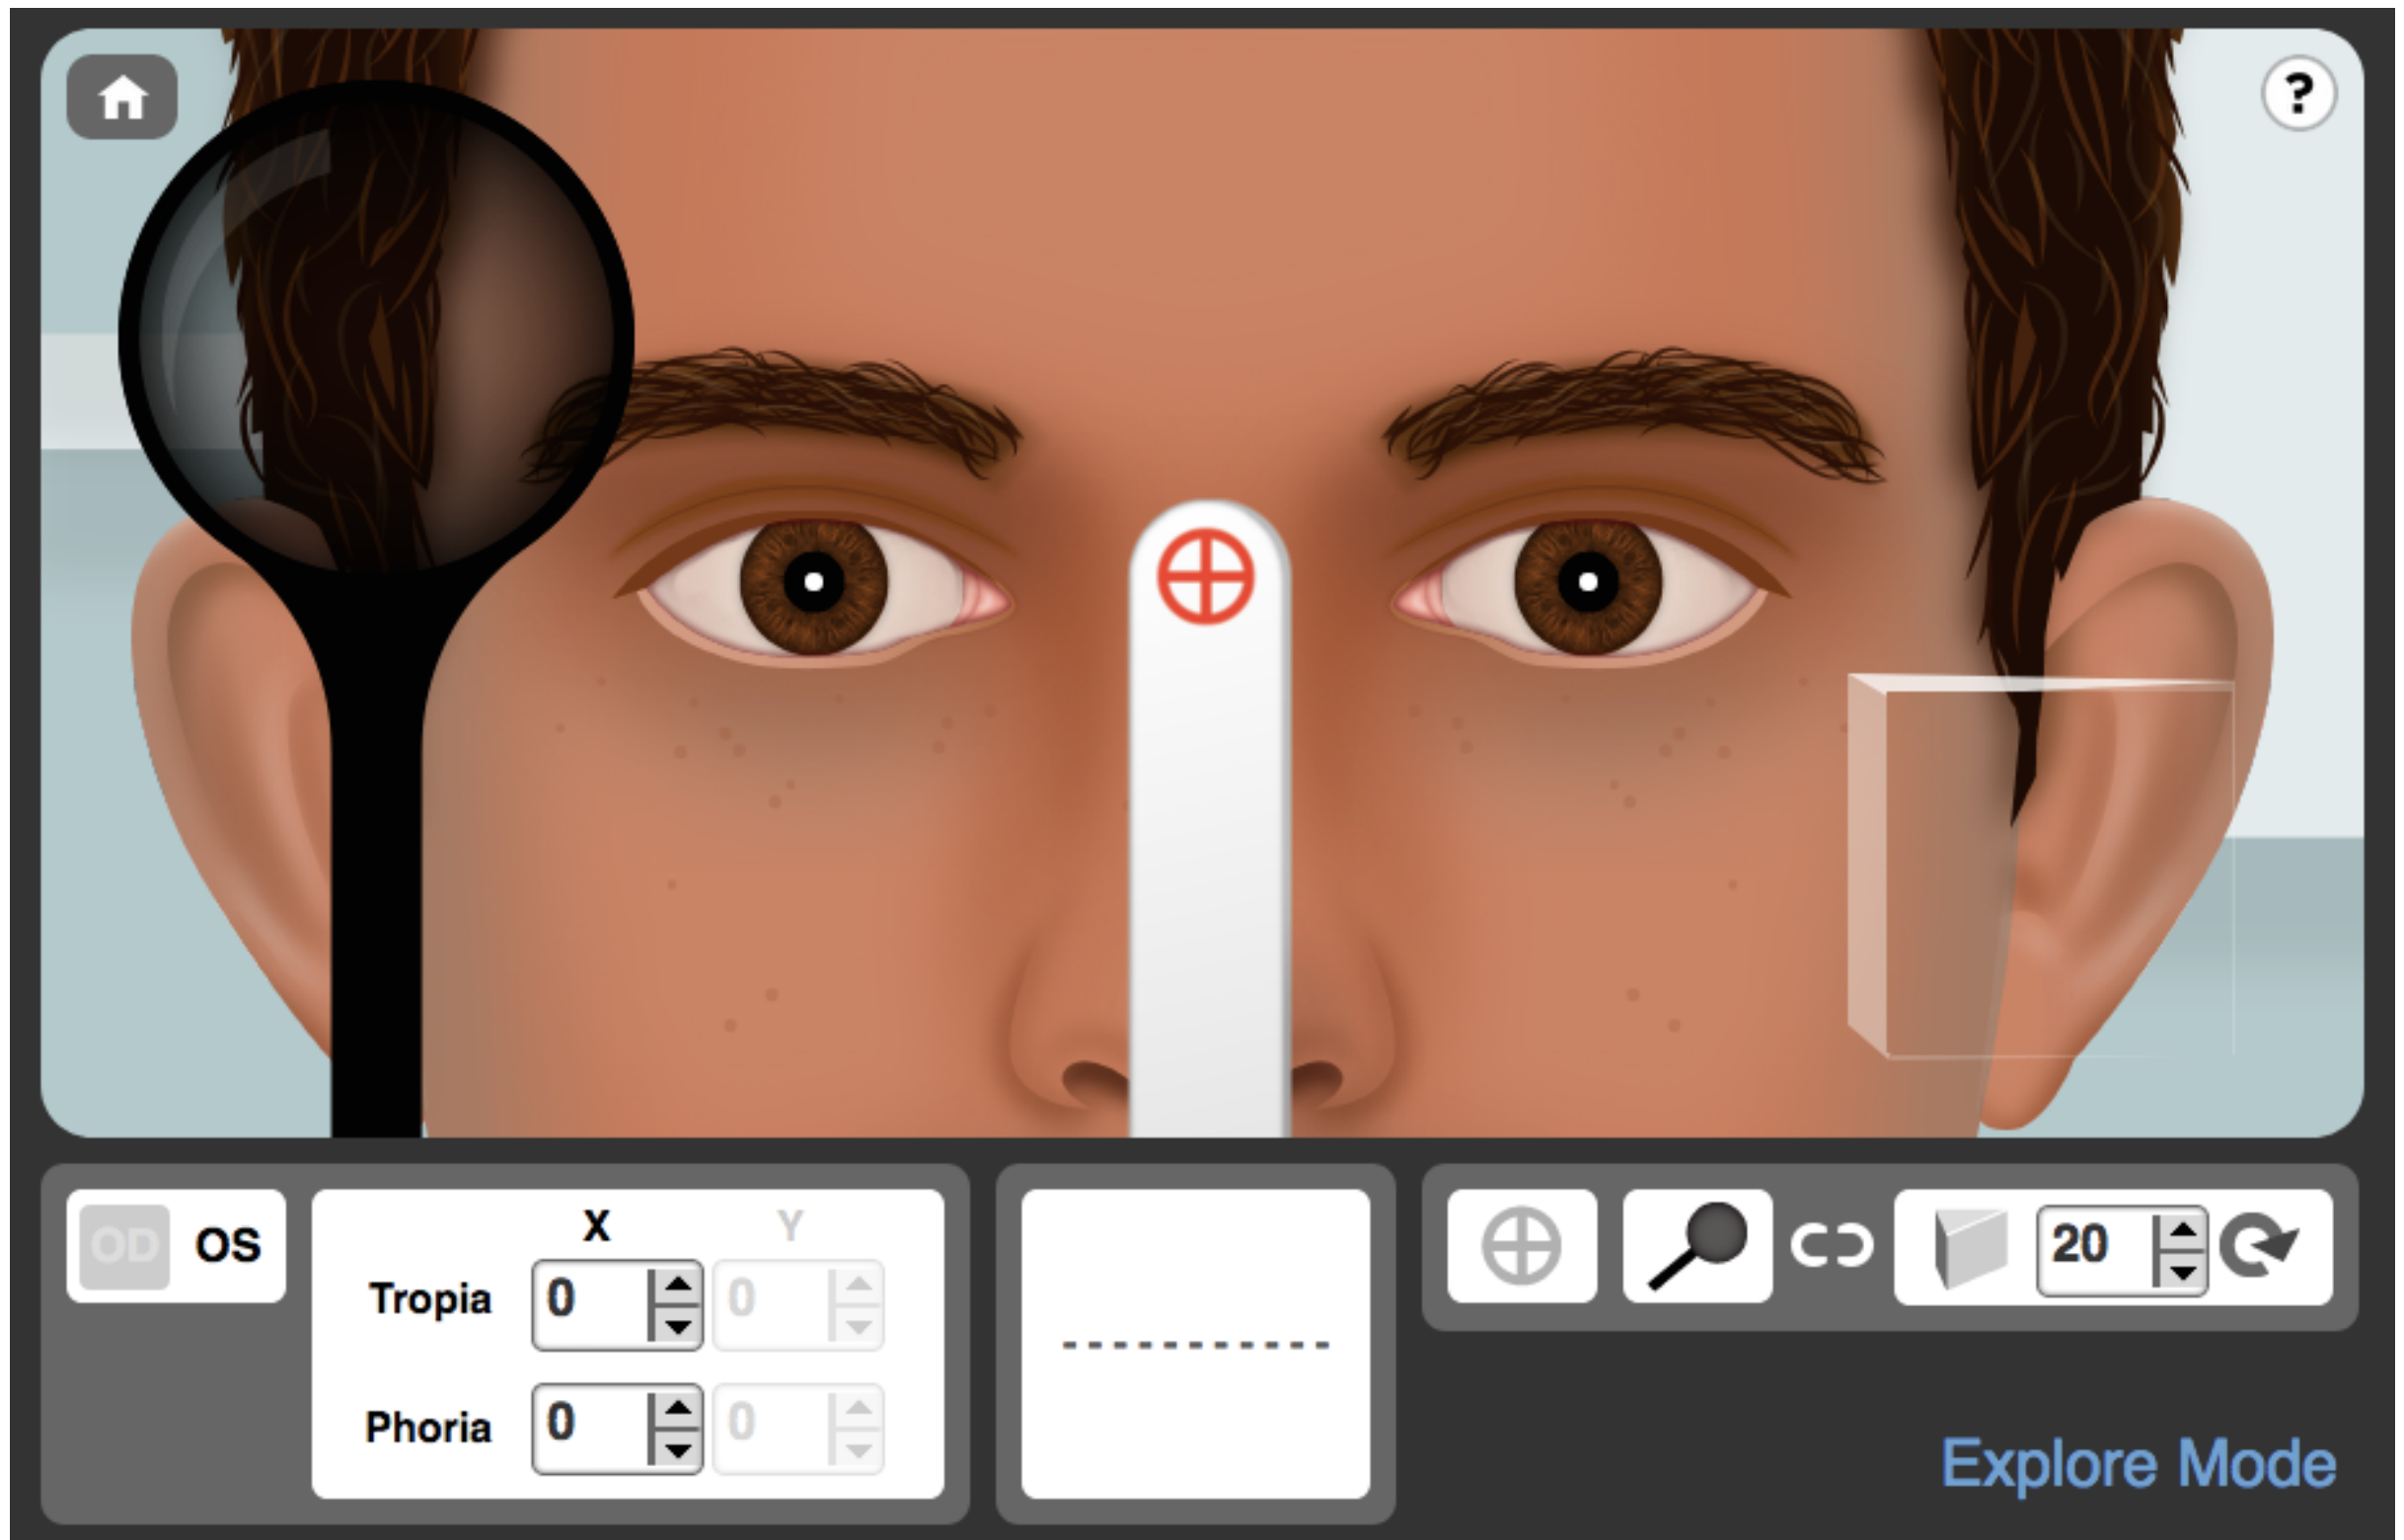 ?
OD OS
X Y
Tropia 0 0
Phoria 0 0
-----------
20
Explore Mode